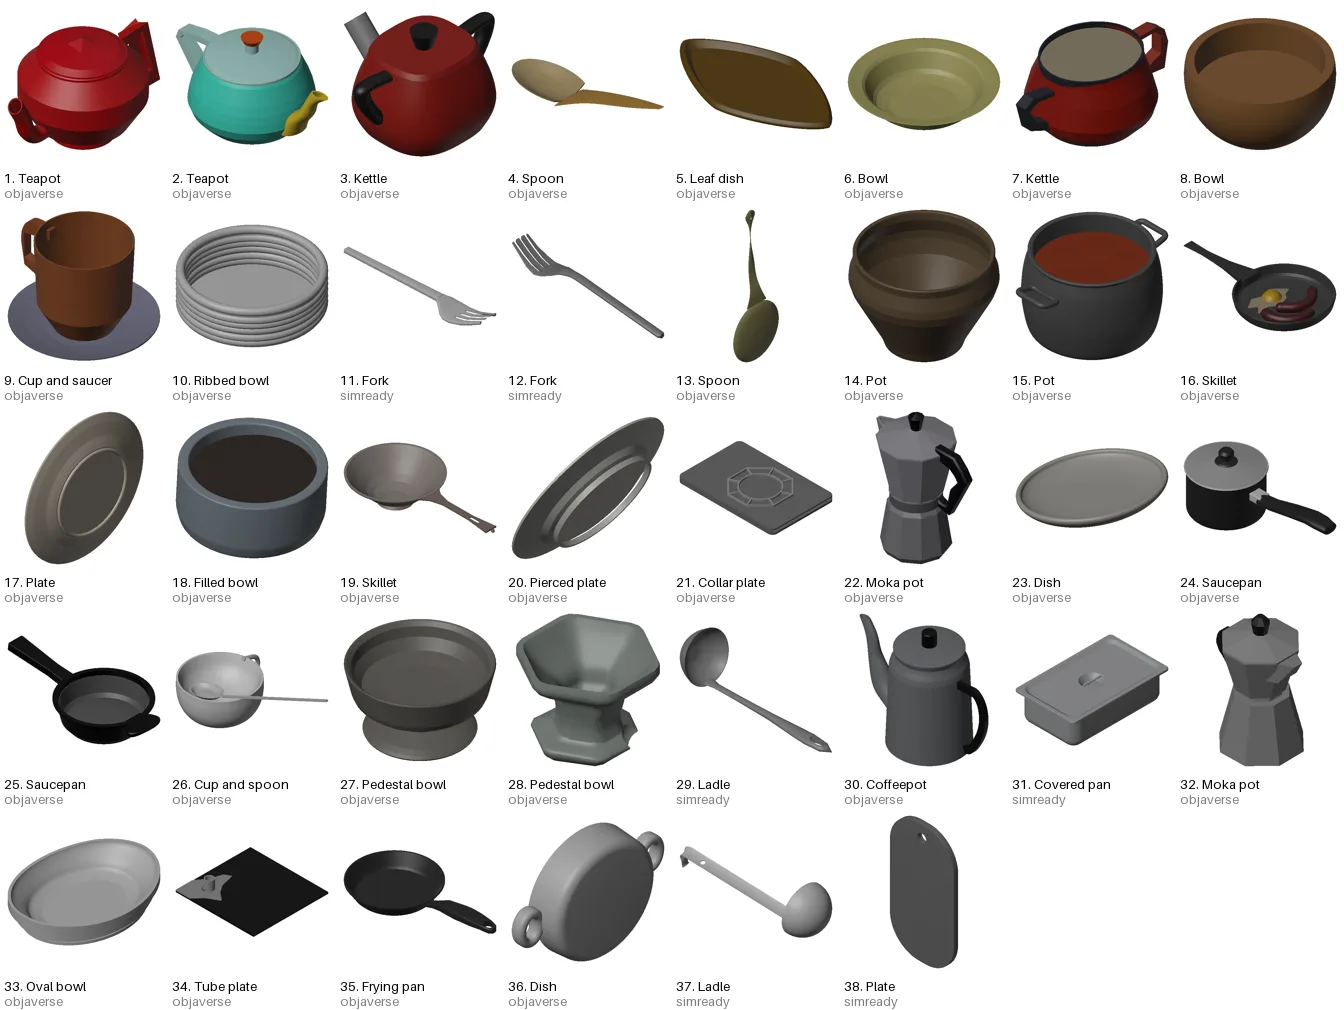 1. Teapot
objaverse
2. Teapot
objaverse
3. Kettle
objaverse
4. Spoon
objaverse
5. Leaf dish
objaverse
6. Bowl
objaverse
7. Kettle
objaverse
8. Bowl
objaverse
9. Cup and saucer
objaverse
10. Ribbed bowl
objaverse
11. Fork
simready
12. Fork
simready
13. Spoon
objaverse
14. Pot
objaverse
15. Pot
objaverse
16. Skillet
objaverse
17. Plate
objaverse
18. Filled bowl
objaverse
19. Skillet
objaverse
20. Pierced plate
objaverse
21. Collar plate
objaverse
22. Moka pot
objaverse
23. Dish
objaverse
24. Saucepan
objaverse
25. Saucepan
objaverse
26. Cup and spoon
objaverse
27. Pedestal bowl
objaverse
28. Pedestal bowl
objaverse
29. Ladle
simready
30. Coffeepot
objaverse
31. Covered pan
simready
32. Moka pot
objaverse
33. Oval bowl
objaverse
34. Tube plate
objaverse
35. Frying pan
objaverse
36. Dish
objaverse
37. Ladle
simready
38. Plate
simready